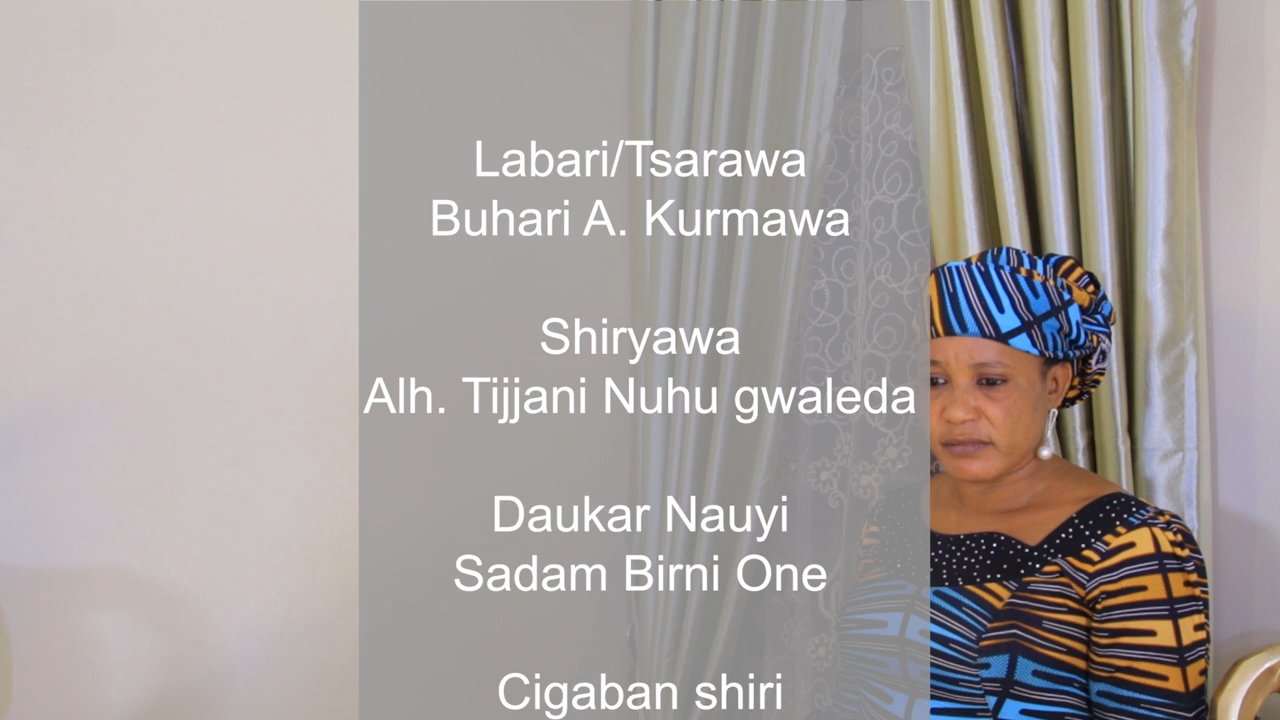 Labari/Tsarawa
Buhari A. Kurmawa
Shiryawa
Alh. Tijjani Nuhu gwaleda
Daukar Nauyi
Sadam Birni One
Cigaban shiri